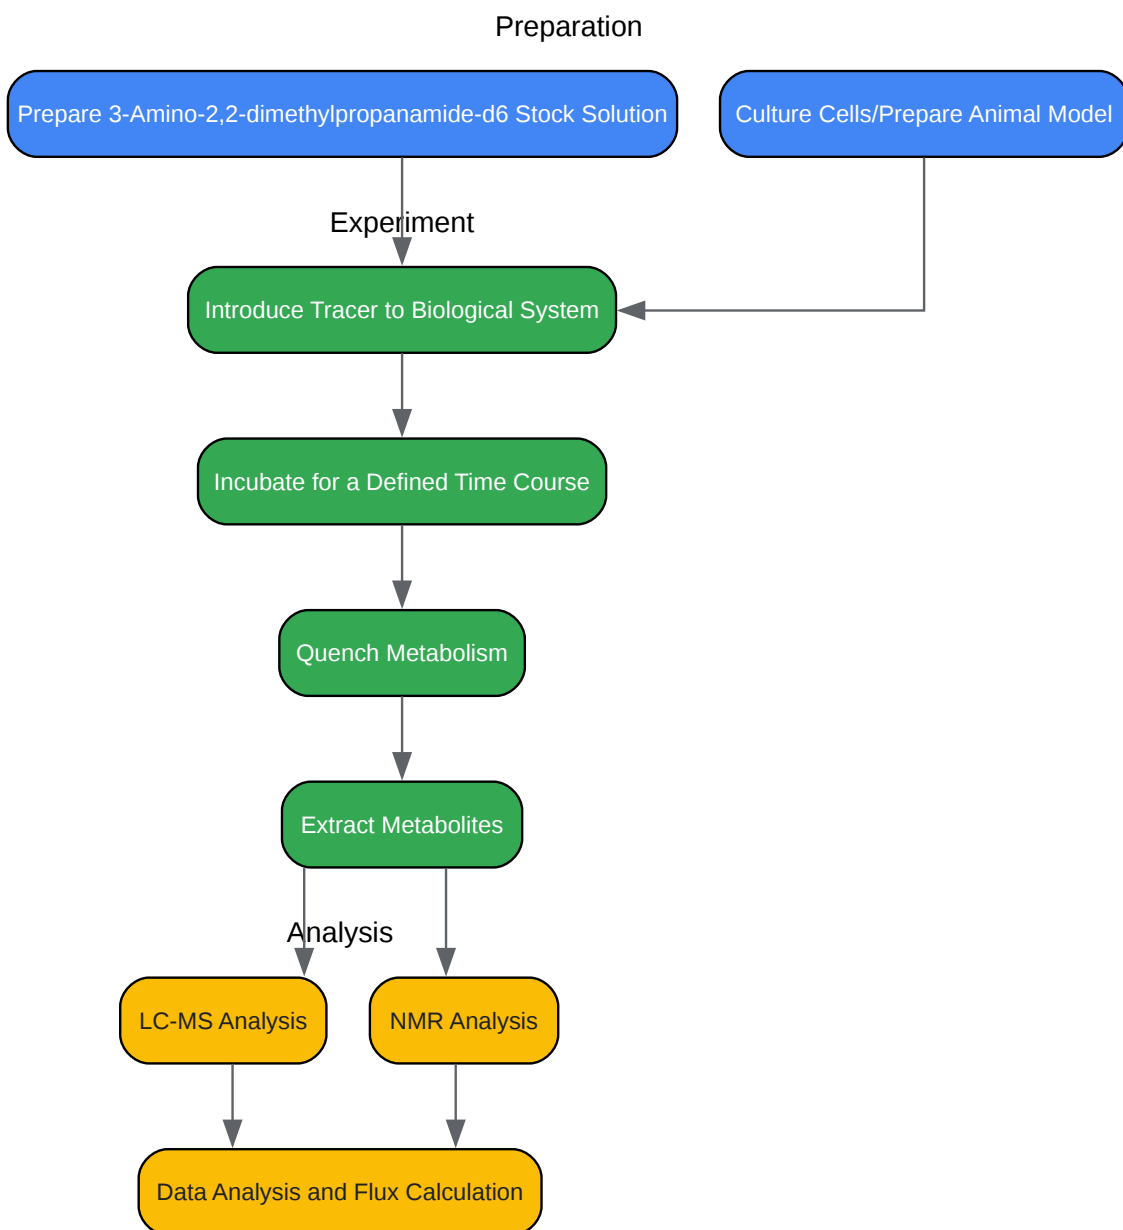 Preparation
Prepare 3-Amino-2,2-dimethylpropanamide-d6 Stock Solution
Culture Cells/Prepare Animal Model
Experiment
Introduce Tracer to Biological System
Incubate for a Defined Time Course
Quench Metabolism
Extract Metabolites
Analysis
LC-MS Analysis
NMR Analysis
Data Analysis and Flux Calculation